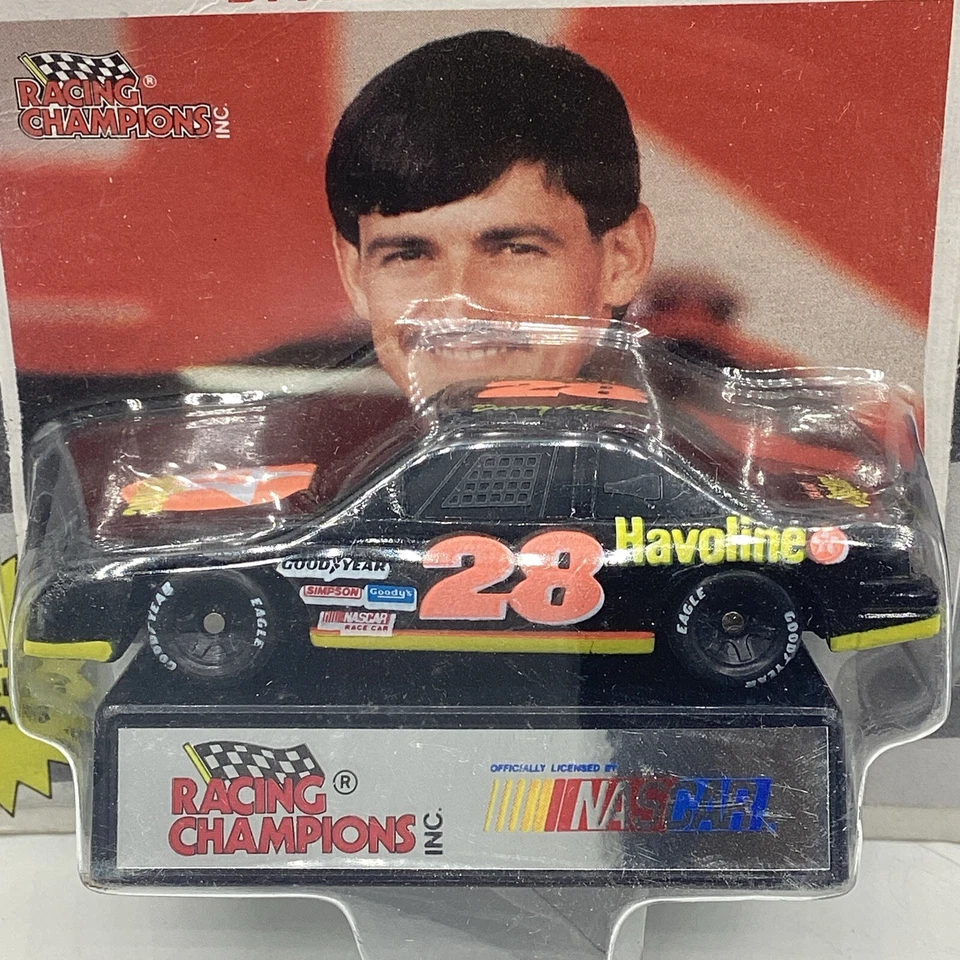 RACING ®
CHAMPIONS INC.
28
Havoline
28
GOODYEAR
SIMPSON Goody's
NASCAR
RACE CAR
GOODYEAR EAGLE
EAGLE GOODYEAR
RACING ®
CHAMPIONS INC.
OFFICIALLY LICENSED BY
NASCAR